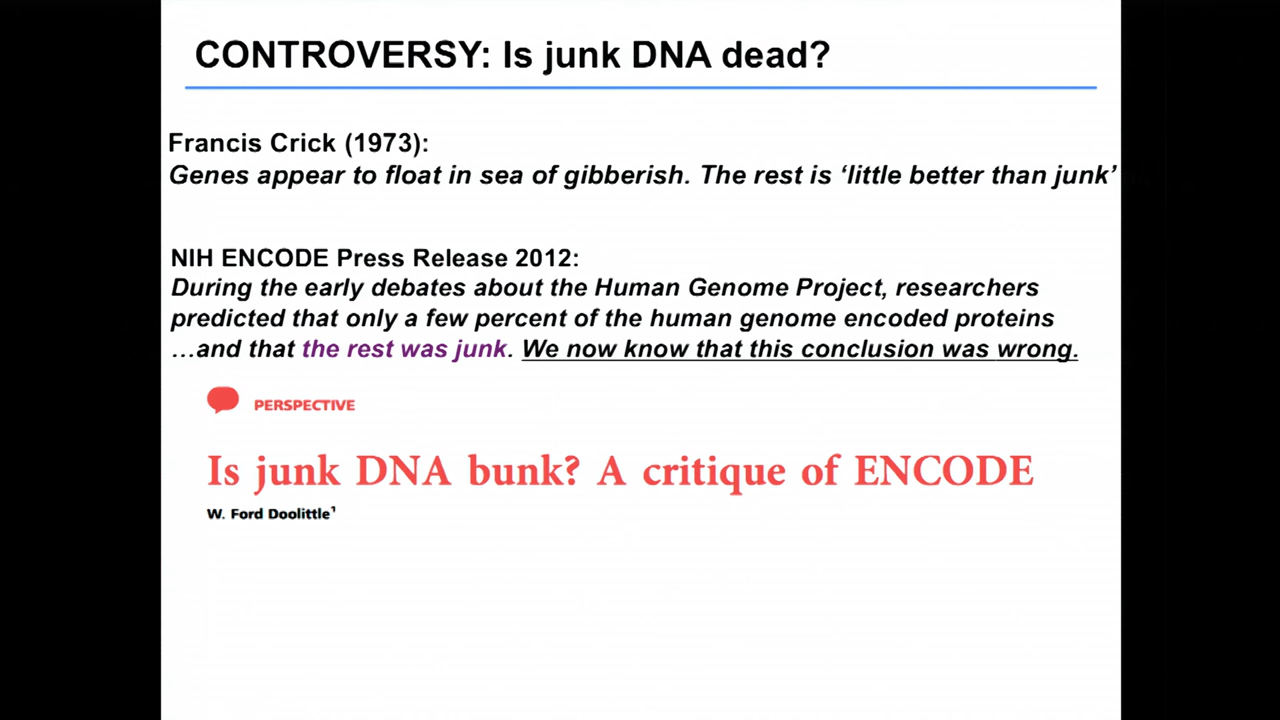 CONTROVERSY: Is junk DNA dead?
Francis Crick (1973):
Genes appear to float in sea of gibberish. The rest is ‘little better than junk’
NIH ENCODE Press Release 2012:
During the early debates about the Human Genome Project, researchers
predicted that only a few percent of the human genome encoded proteins
…and that the rest was junk. We now know that this conclusion was wrong.
PERSPECTIVE
Is junk DNA bunk? A critique of ENCODE
W. Ford Doolittle¹